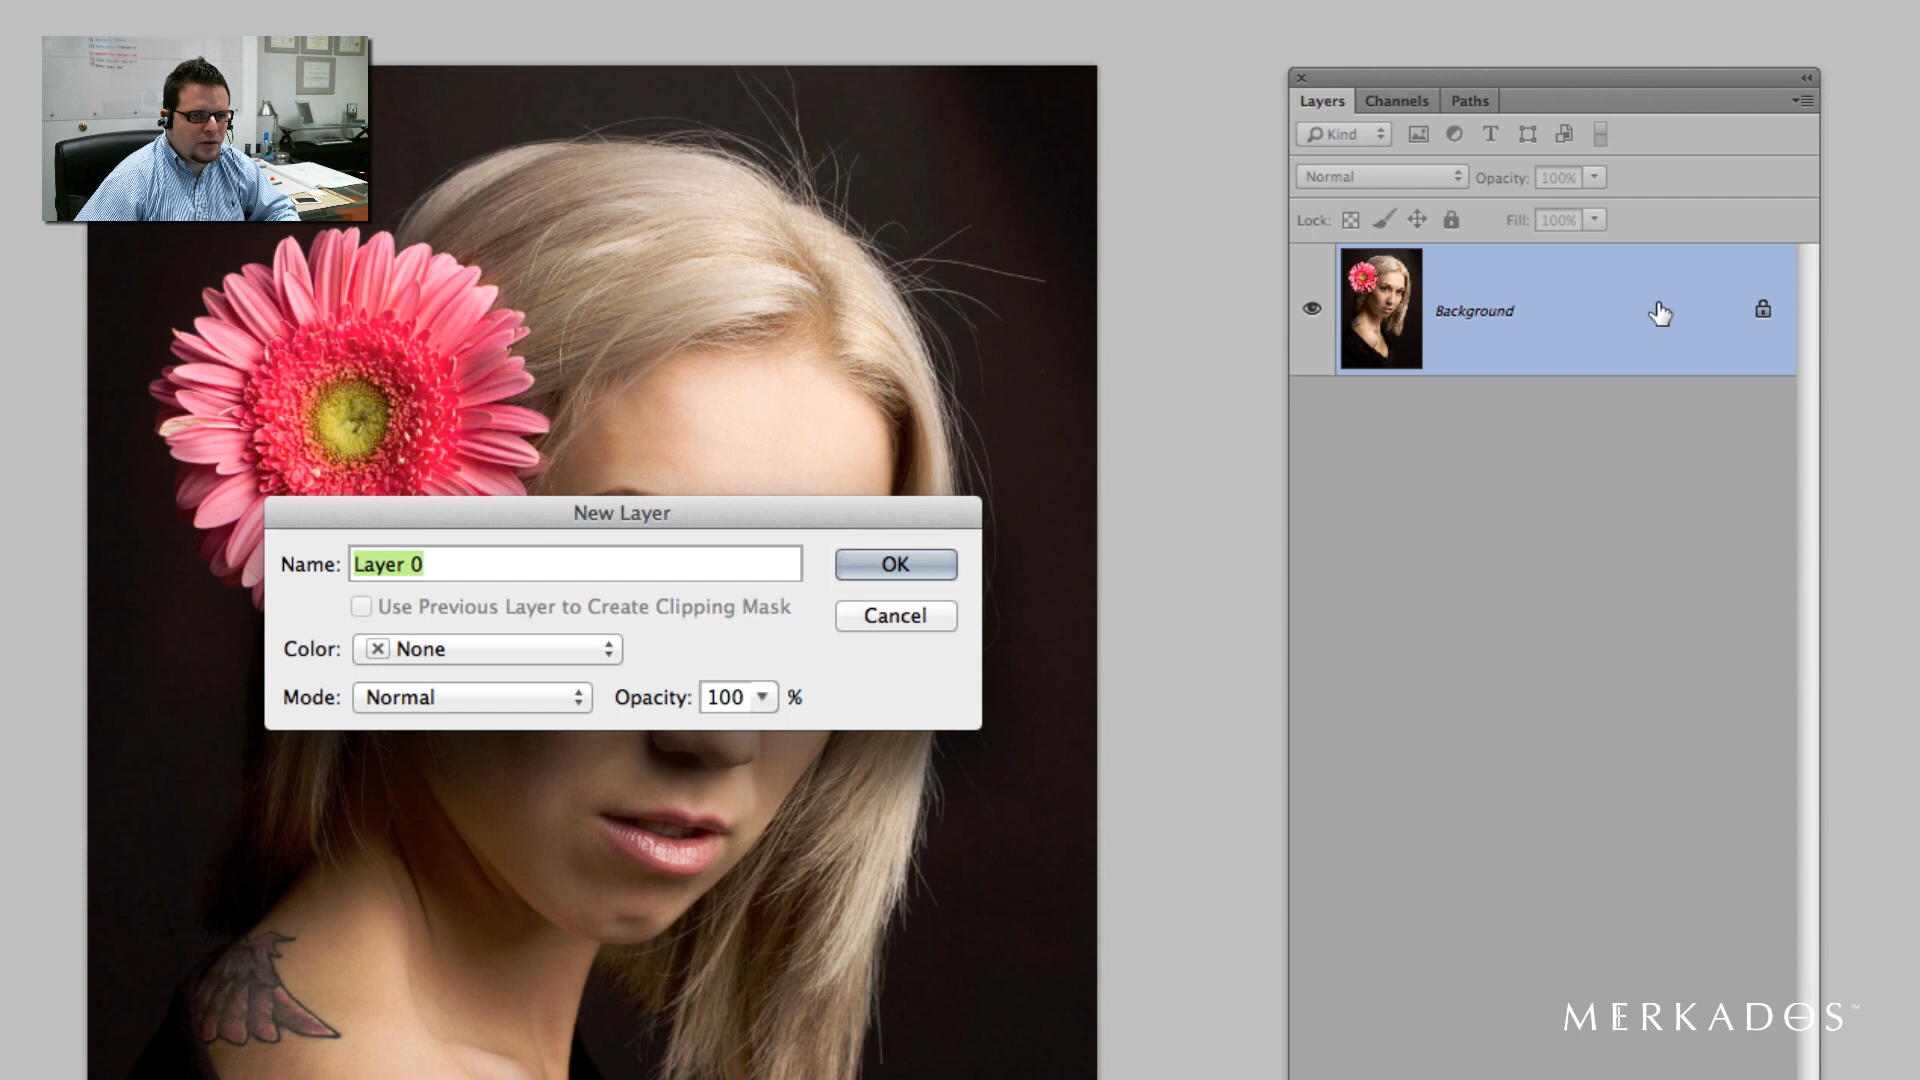 Layers Channels Paths
Kind
Normal Opacity: 100%
Lock: Fill: 100%
Background
New Layer
Name: Layer 0 OK
Use Previous Layer to Create Clipping Mask
Cancel
Color: None
Mode: Normal Opacity: 100 %
MERKADOS™